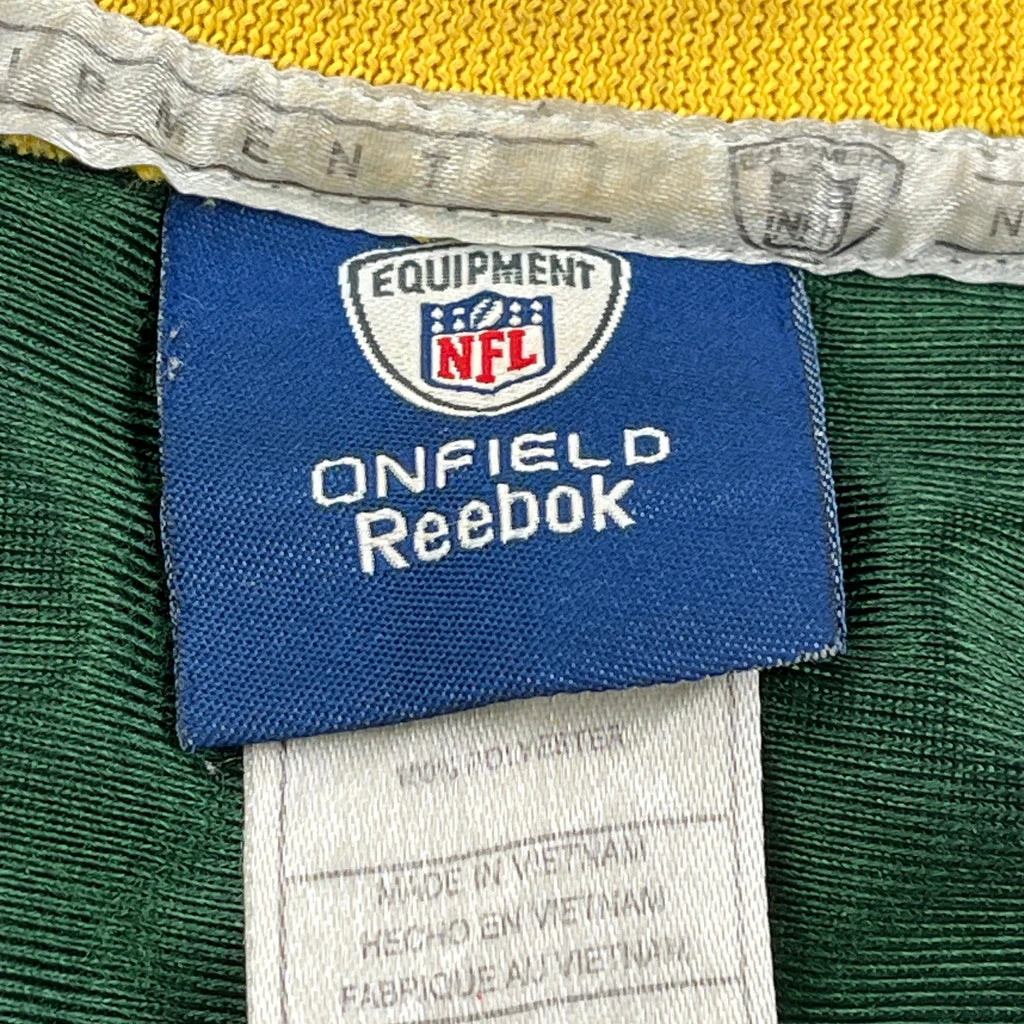 EQUIPMENT
NFL
ONFIELD
Reebok
100% POLYESTER
MADE IN VIETNAM
HECHO EN VIETNAM
FABRIQUE AU VIETNAM